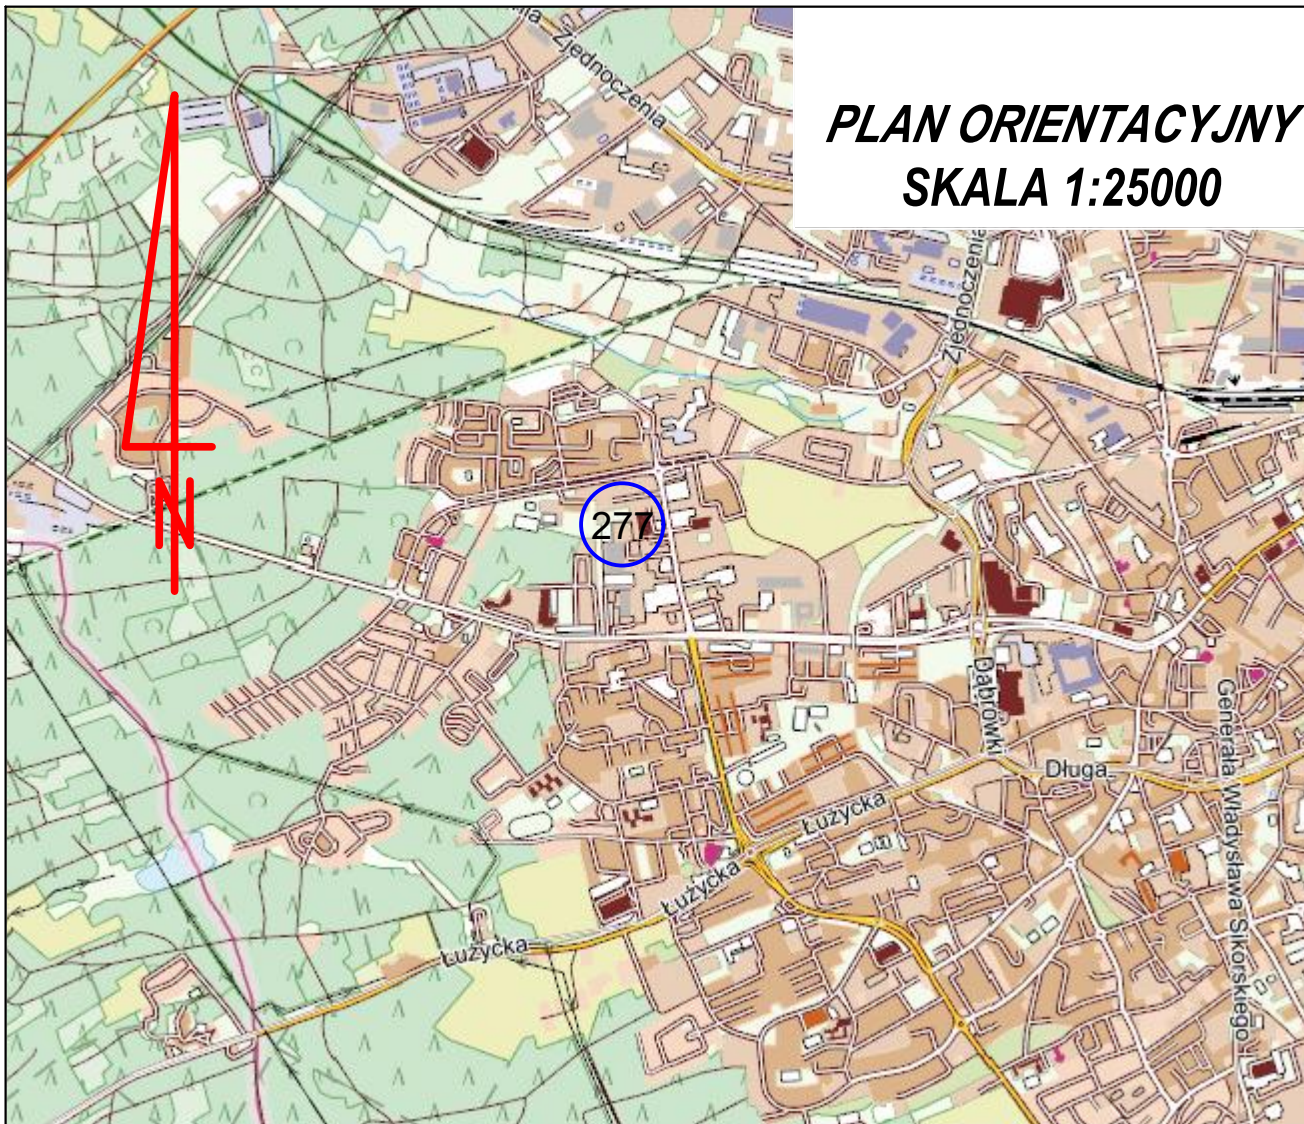 Zjednoczenia
PLAN ORIENTACYJNY
SKALA 1:25000
Zjednoczenia
N
277
Dąbrówki
Długa
Generała Władysława Sikorskiego
Łużycka
Łużycka
Łużycka